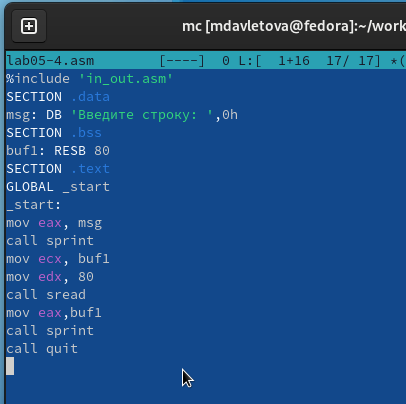 mc [mdavletova@fedora]:~/work
lab05-4.asm [----] 0 L:[ 1+16 17/ 17] *(
%include 'in_out.asm'
SECTION .data
msg: DB 'Введите строку: ',0h
SECTION .bss
buf1: RESB 80
SECTION .text
GLOBAL _start
_start:
mov eax, msg
call sprint
mov ecx, buf1
mov edx, 80
call sread
mov eax,buf1
call sprint
call quit